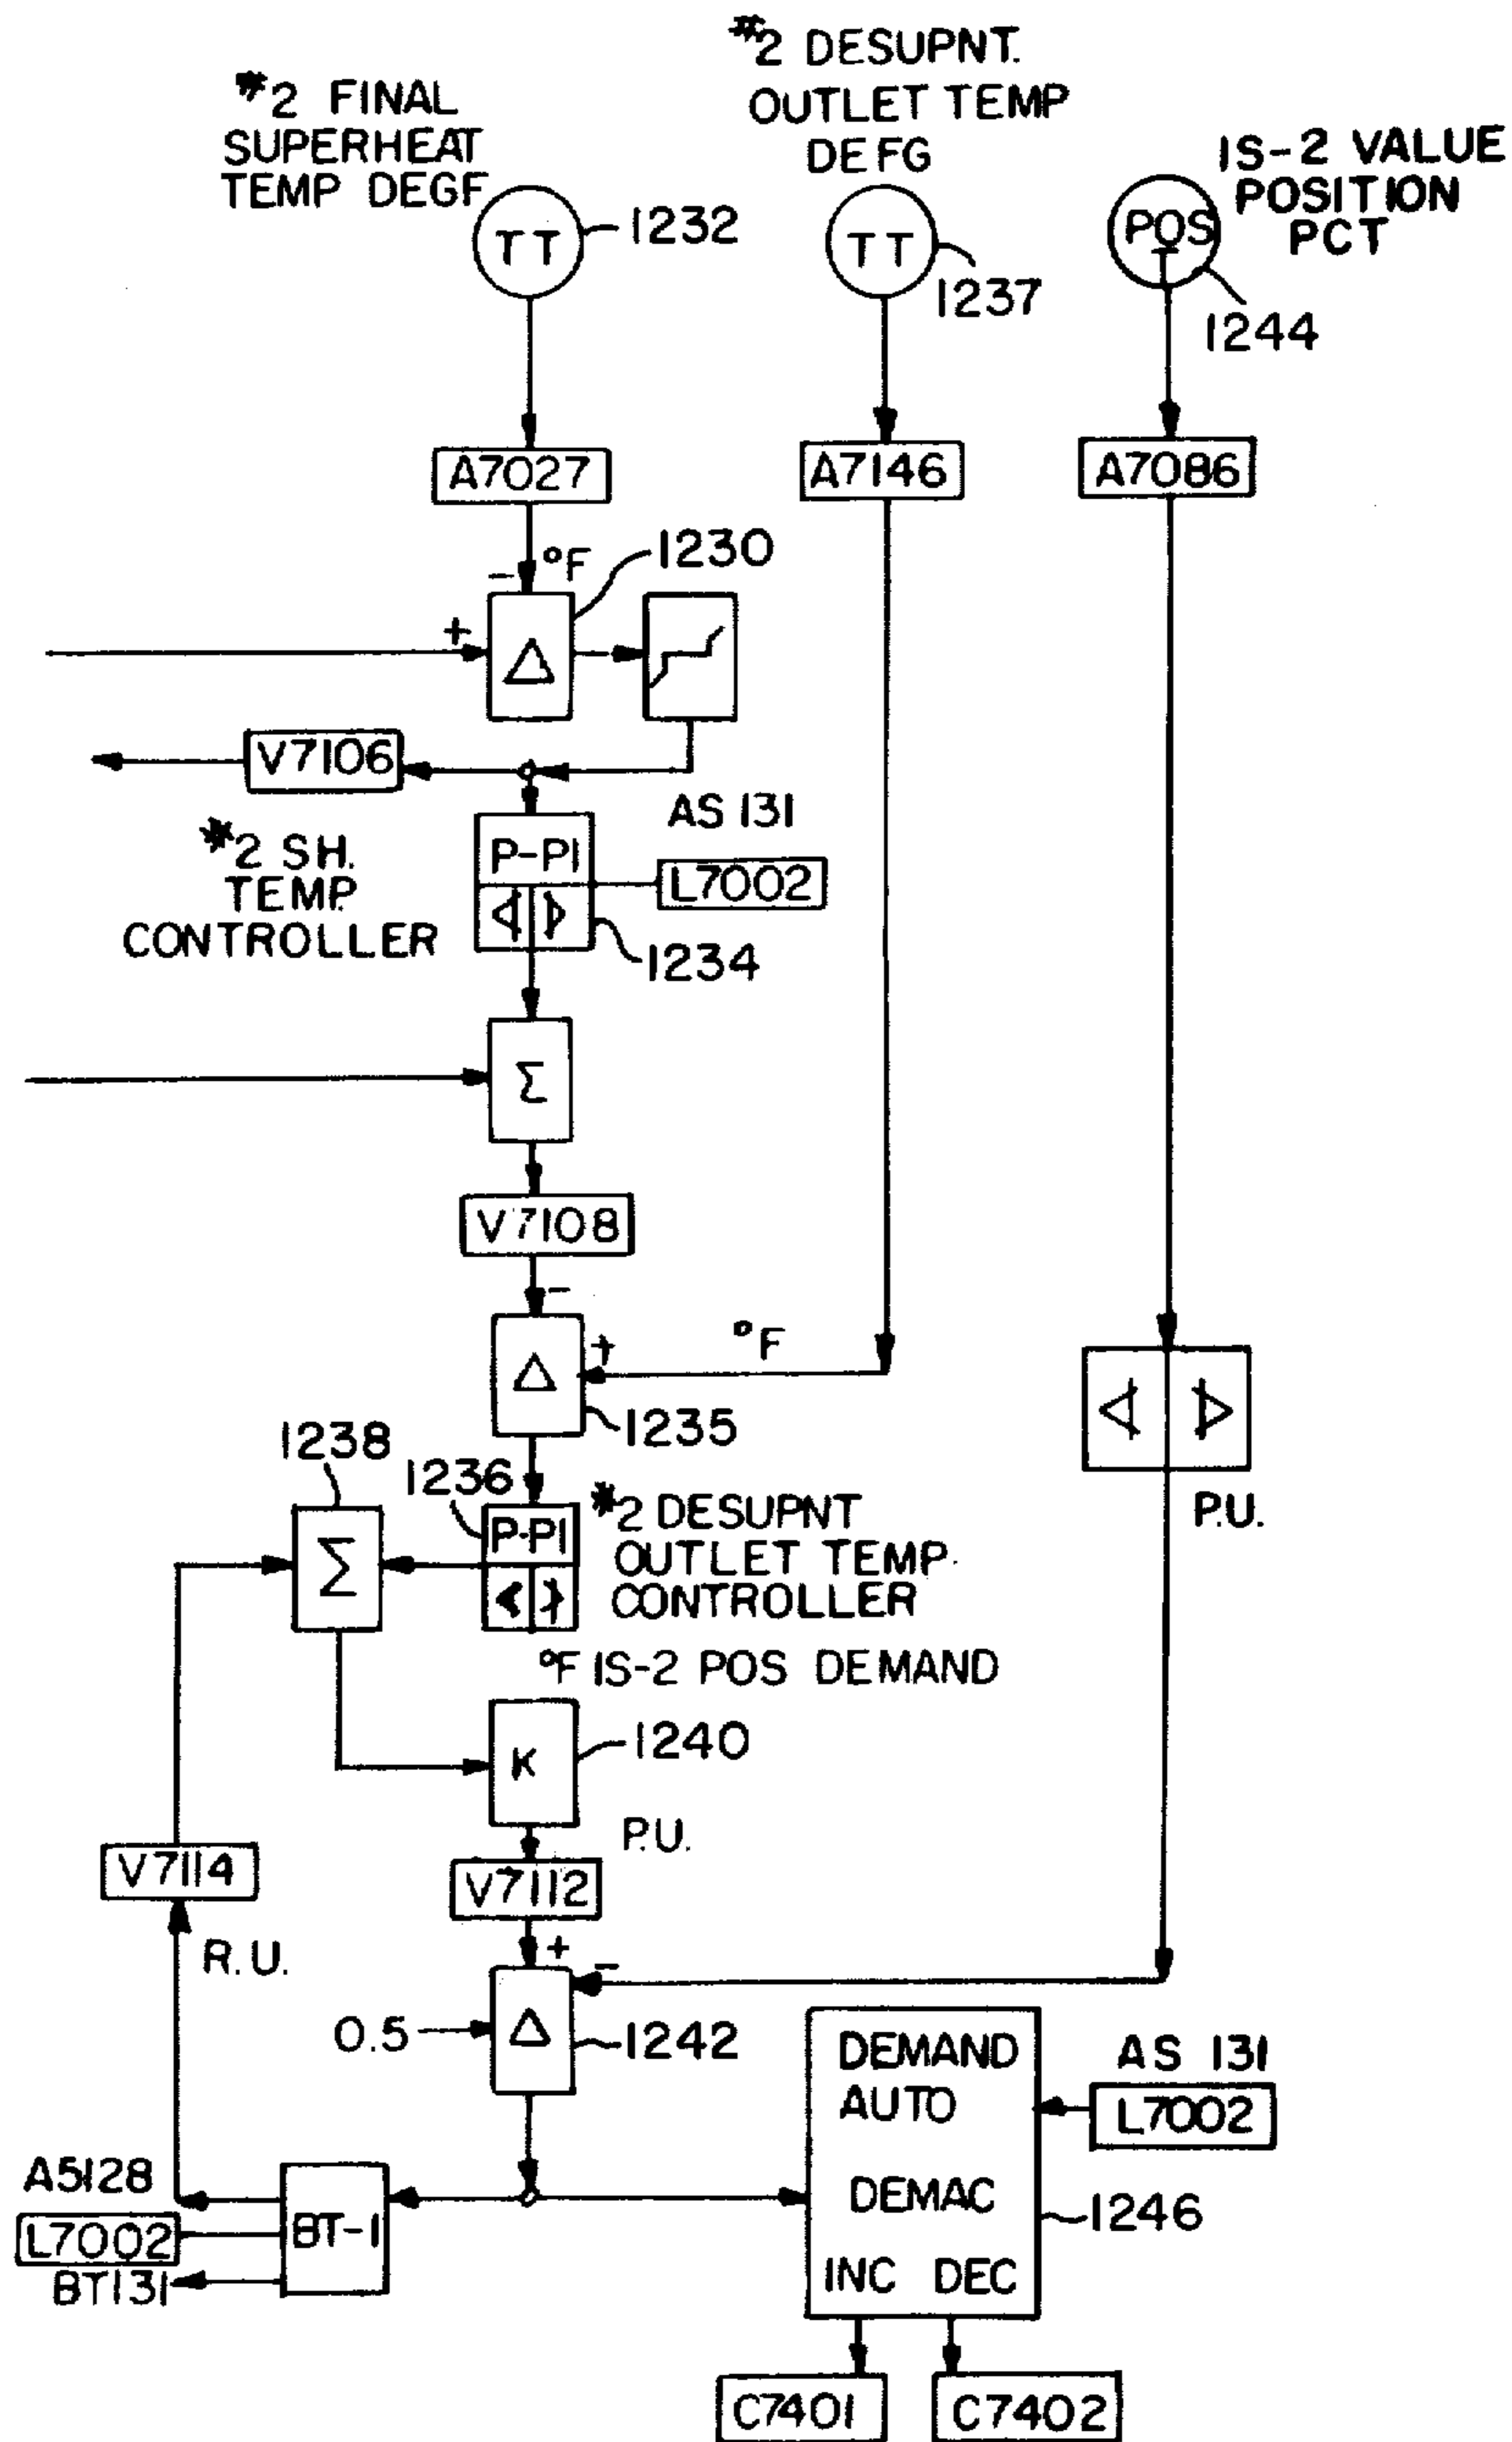 *2 FINAL
SUPERHEAT
TEMP DEGF
*2 DESUPNT.
OUTLET TEMP
DEFG
IS-2 VALUE
POSITION
PCT
TT
1232
TT
1237
POS
T
1244
A7027
A7146
A7086
- °F
1230
+
Δ
V7106
*2 SH.
TEMP.
CONTROLLER
P-PI
AS 131
L7002
1234
Σ
V7108
-
Δ
+
°F
1235
1238
1236
Σ
P-PI
*2 DESUPNT
OUTLET TEMP.
CONTROLLER
P.U.
°F IS-2 POS DEMAND
K
1240
P.U.
V7114
V7112
R.U.
+
-
0.5
Δ
1242
DEMAND
AUTO
DEMAC
INC DEC
AS 131
L7002
1246
A5128
L7002
BT131
BT-1
C7401
C7402